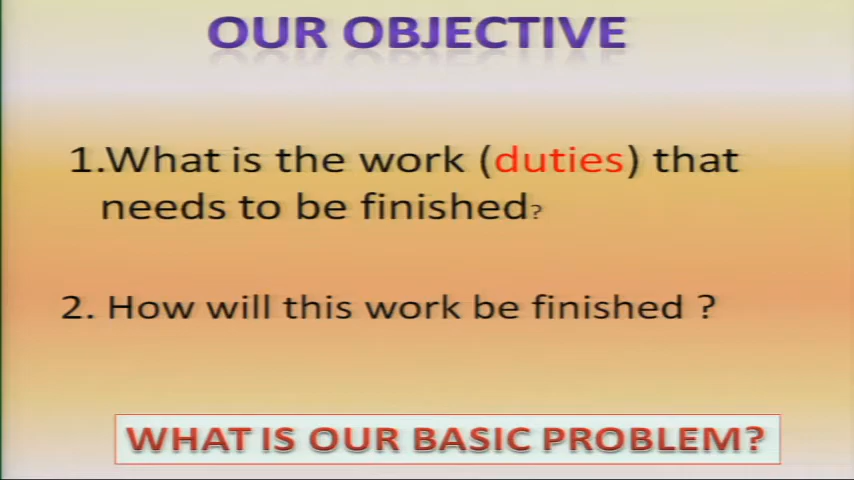 OUR OBJECTIVE
1.What is the work (duties) that
needs to be finished?
2. How will this work be finished ?
WHAT IS OUR BASIC PROBLEM?